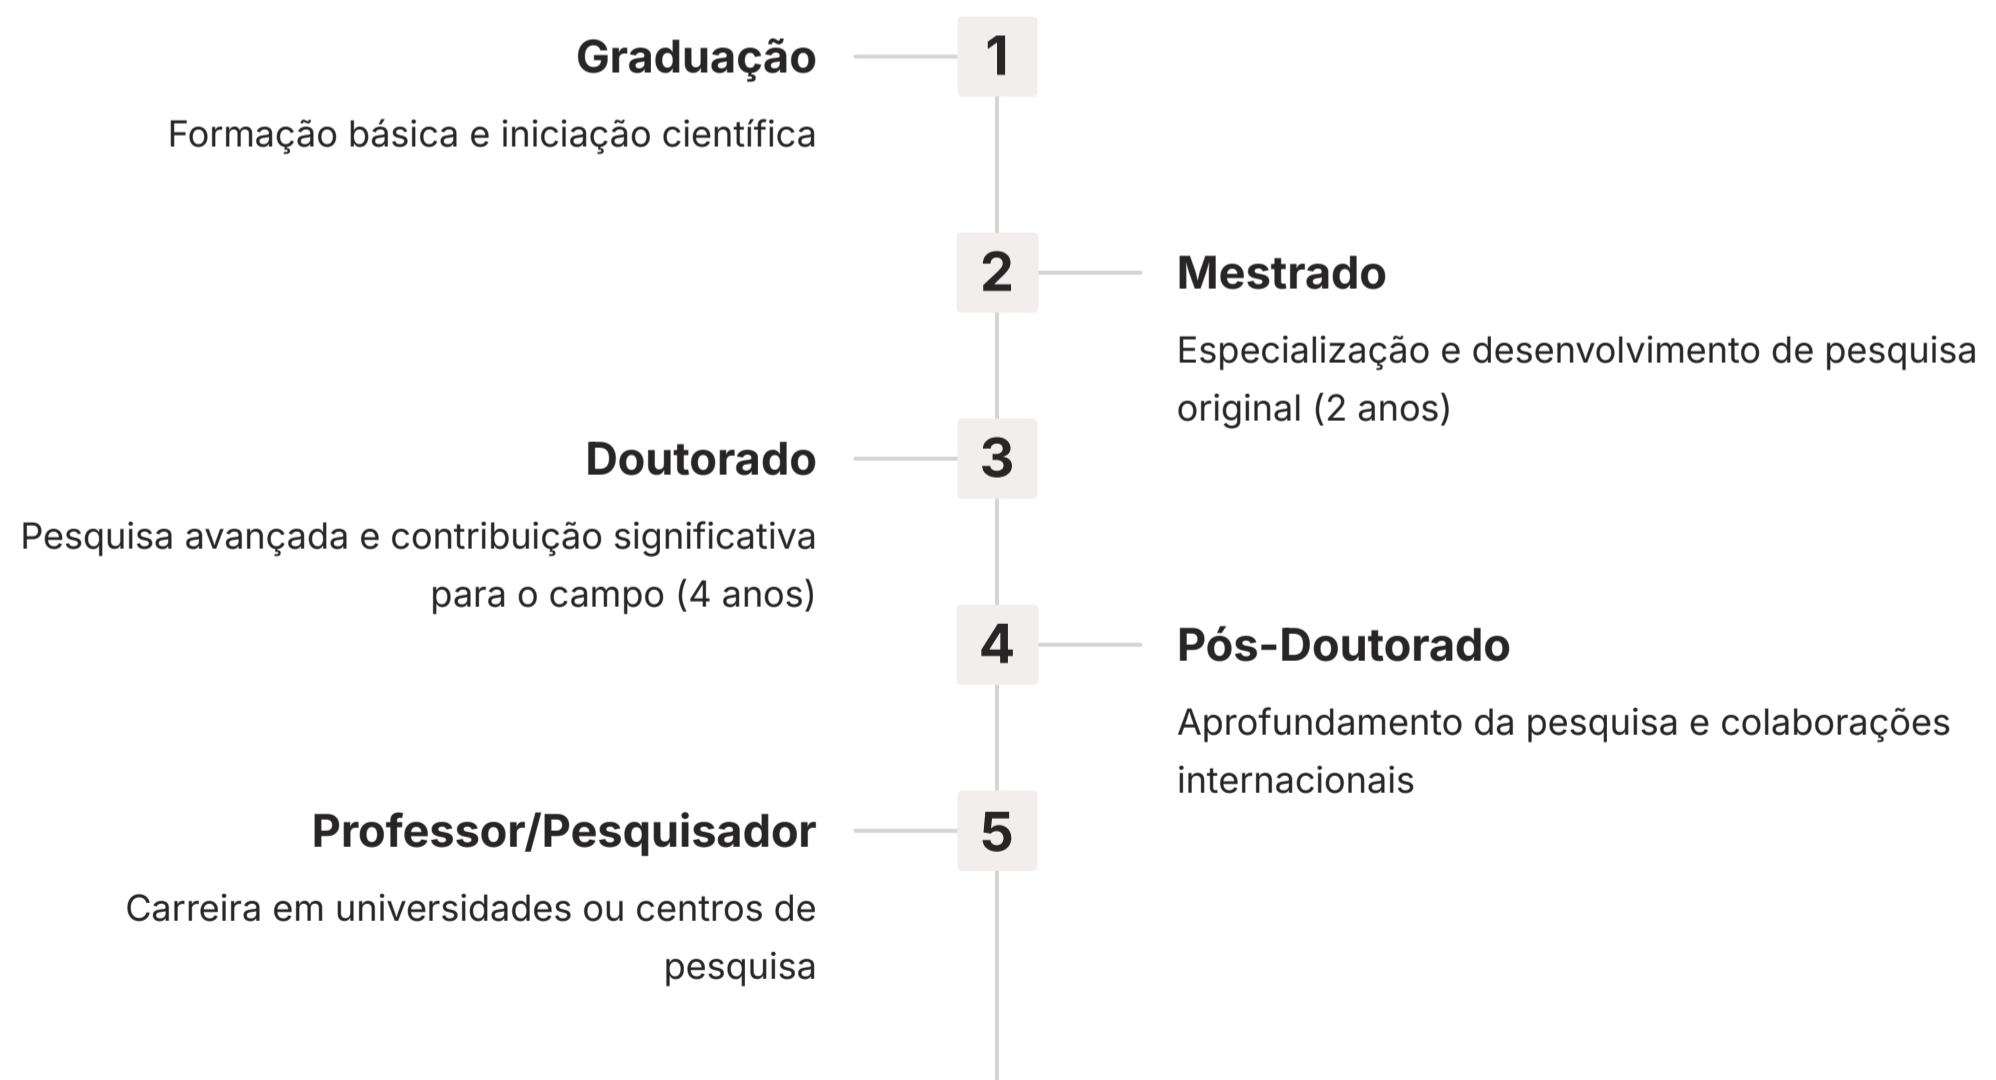 Graduação
1
Formação básica e iniciação científica
2
Mestrado
Especialização e desenvolvimento de pesquisa
original (2 anos)
Doutorado
3
Pesquisa avançada e contribuição significativa
para o campo (4 anos)
4
Pós-Doutorado
Aprofundamento da pesquisa e colaborações
internacionais
Professor/Pesquisador
5
Carreira em universidades ou centros de
pesquisa